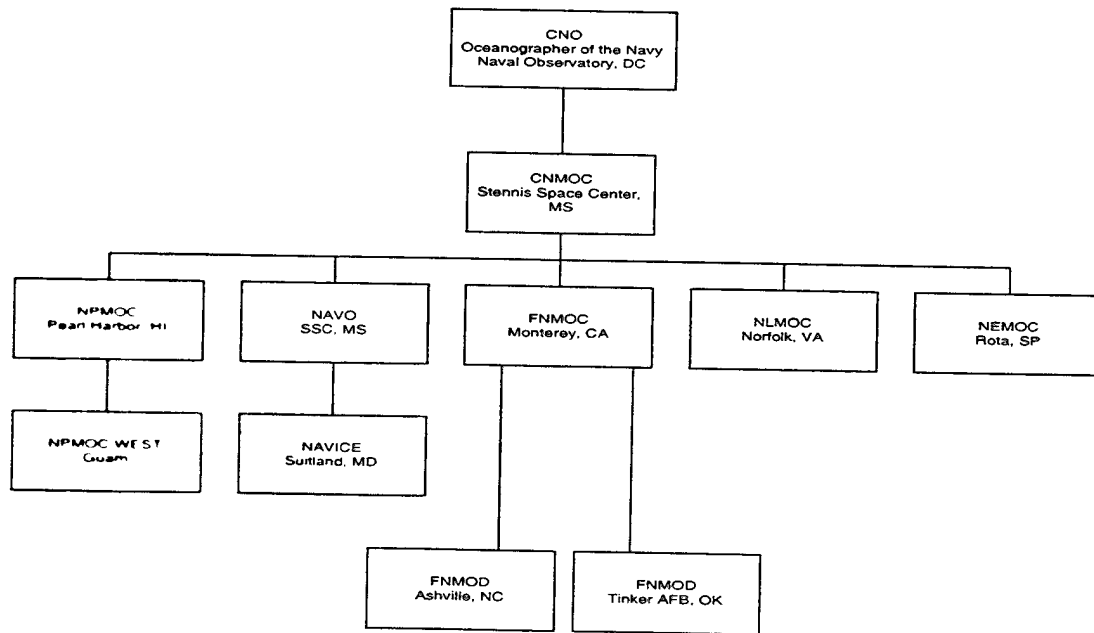 CNO
Oceanographer of the Navy
Naval Observatory, DC
CNMOC
Stennis Space Center,
MS
NPMOC
Pearl Harbor, HI
NAVO
SSC, MS
FNMOC
Monterey, CA
NLMOC
Norfolk, VA
NEMOC
Rota, SP
NPMOC WEST
Guam
NAVICE
Suitland, MD
FNMOD
Ashville, NC
FNMOD
Tinker AFB, OK